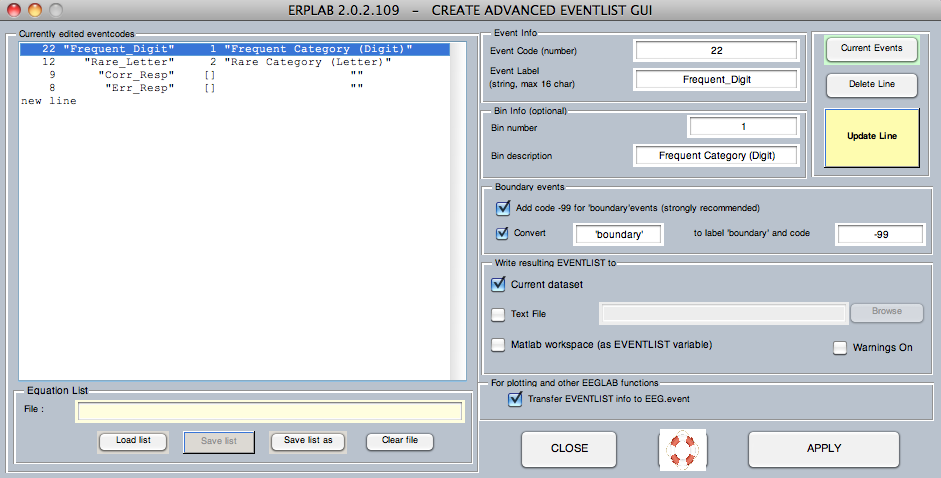 ERPLAB 2.0.2.109 - CREATE ADVANCED EVENTLIST GUI
Currently edited eventcodes
22 "Frequent_Digit" 1 "Frequent Category (Digit)"
12 "Rare_Letter" 2 "Rare Category (Letter)"
9 "Corr_Resp" [] ""
8 "Err_Resp" [] ""
new line
Equation List
File :
Load list
Save list
Save list as
Clear file
Event Info
Event Code (number)
22
Event Label
(string, max 16 char)
Frequent_Digit
Bin Info (optional)
Bin number
1
Bin description
Frequent Category (Digit)
Current Events
Delete Line
Update Line
Boundary events
Add code -99 for 'boundary'events (strongly recommended)
Convert 'boundary' to label 'boundary' and code -99
Write resulting EVENTLIST to
Current dataset
Text File
Browse
Matlab workspace (as EVENTLIST variable)
Warnings On
For plotting and other EEGLAB functions
Transfer EVENTLIST info to EEG.event
CLOSE
APPLY